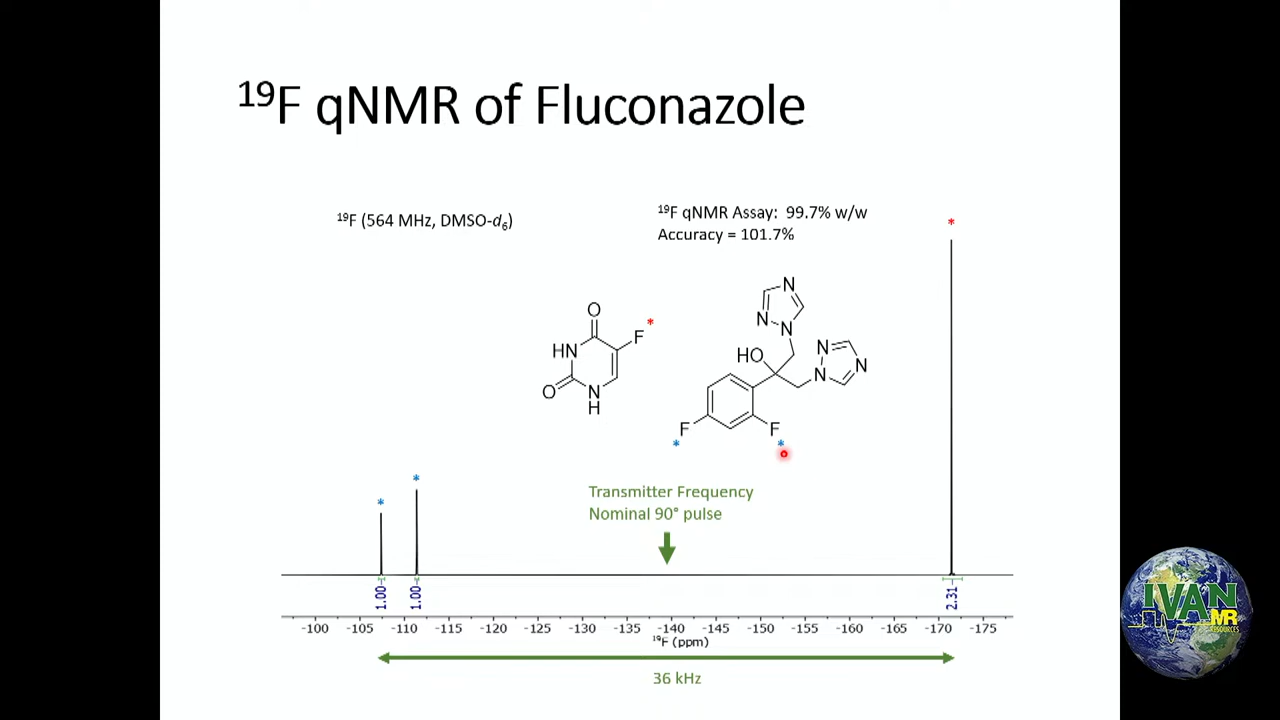 ¹⁹F qNMR of Fluconazole
¹⁹F (564 MHz, DMSO-d₆)
¹⁹F qNMR Assay: 99.7% w/w
Accuracy = 101.7%
*
O
F
*
HN
O
N
H
N
N
N
HO
N
N
N
F
F
*
*
*
*
Transmitter Frequency
Nominal 90° pulse
1.00
1.00
2.31
-100 -105 -110 -115 -120 -125 -130 -135 -140 -145 -150 -155 -160 -165 -170 -175
¹⁹F (ppm)
36 kHz
IVAN
MR
RESOURCES